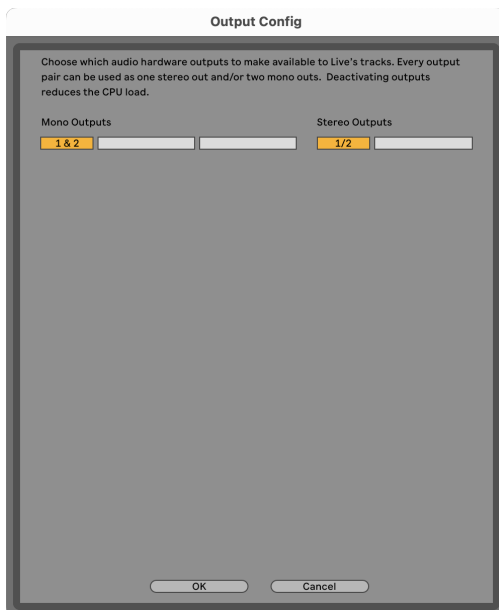 Output Config
Choose which audio hardware outputs to make available to Live's tracks. Every output
pair can be used as one stereo out and/or two mono outs.  Deactivating outputs
reduces the CPU load.
Mono Outputs
Stereo Outputs
1 & 2
1/2
OK
Cancel